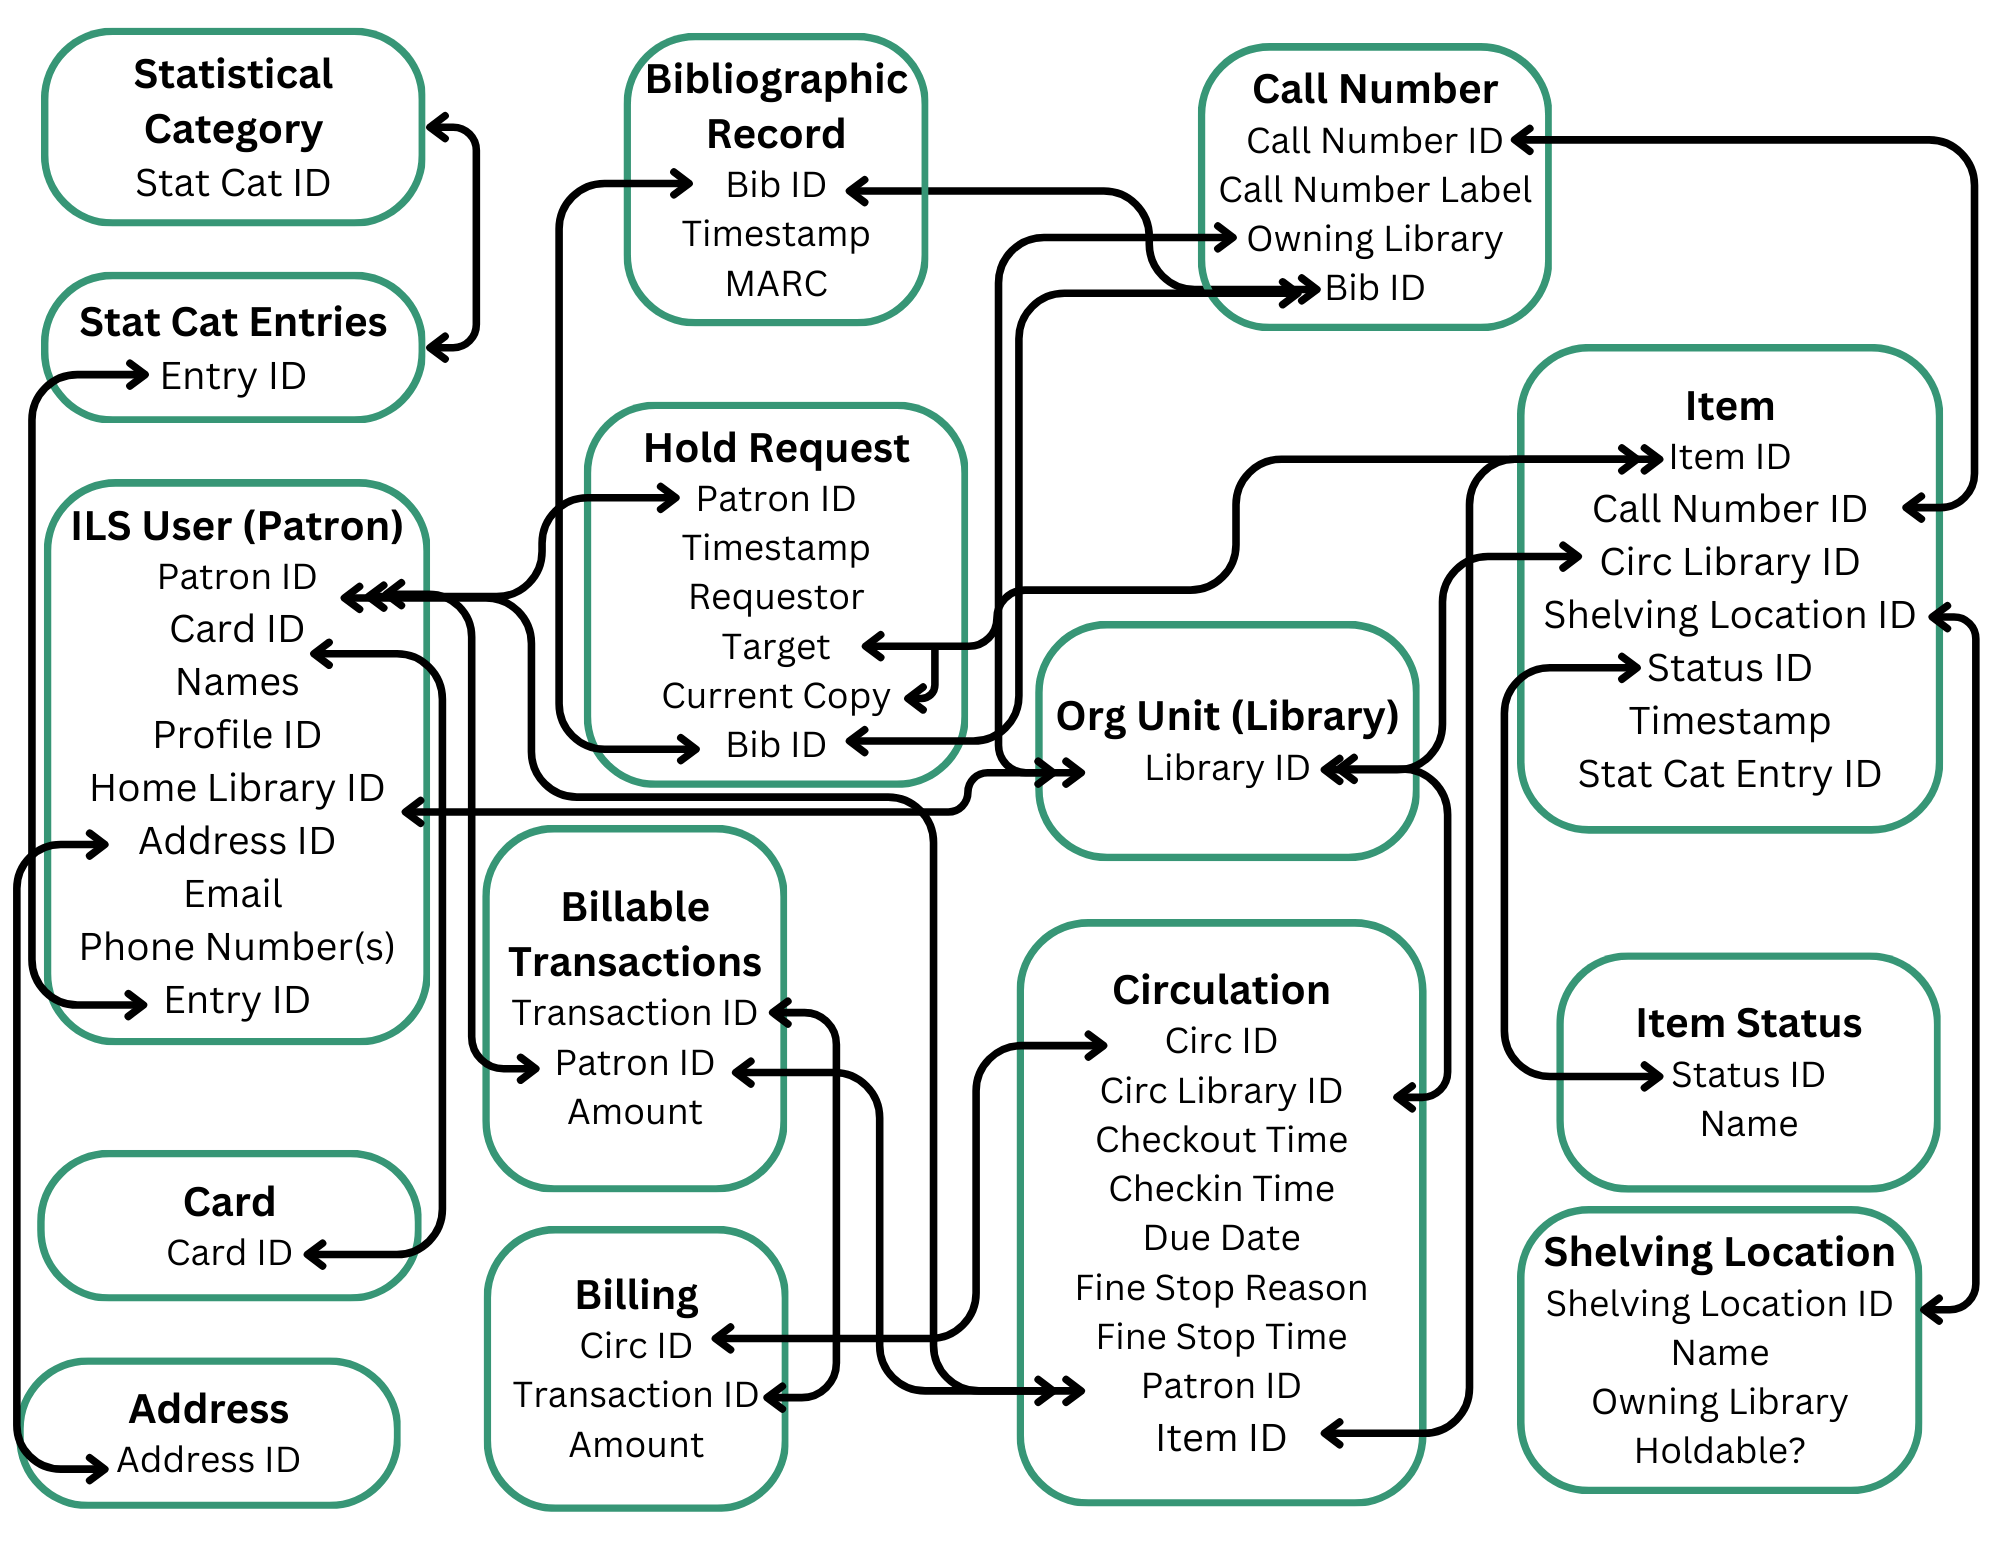 Statistical
Category
Stat Cat ID
Stat Cat Entries
Entry ID
ILS User (Patron)
Patron ID
Card ID
Names
Profile ID
Home Library ID
Address ID
Email
Phone Number(s)
Entry ID
Card
Card ID
Address
Address ID
Bibliographic
Record
Bib ID
Timestamp
MARC
Hold Request
Patron ID
Timestamp
Requestor
Target
Current Copy
Bib ID
Billable
Transactions
Transaction ID
Patron ID
Amount
Billing
Circ ID
Transaction ID
Amount
Call Number
Call Number ID
Call Number Label
Owning Library
Bib ID
Org Unit (Library)
Library ID
Circulation
Circ ID
Circ Library ID
Checkout Time
Checkin Time
Due Date
Fine Stop Reason
Fine Stop Time
Patron ID
Item ID
Item
Item ID
Call Number ID
Circ Library ID
Shelving Location ID
Status ID
Timestamp
Stat Cat Entry ID
Item Status
Status ID
Name
Shelving Location
Shelving Location ID
Name
Owning Library
Holdable?